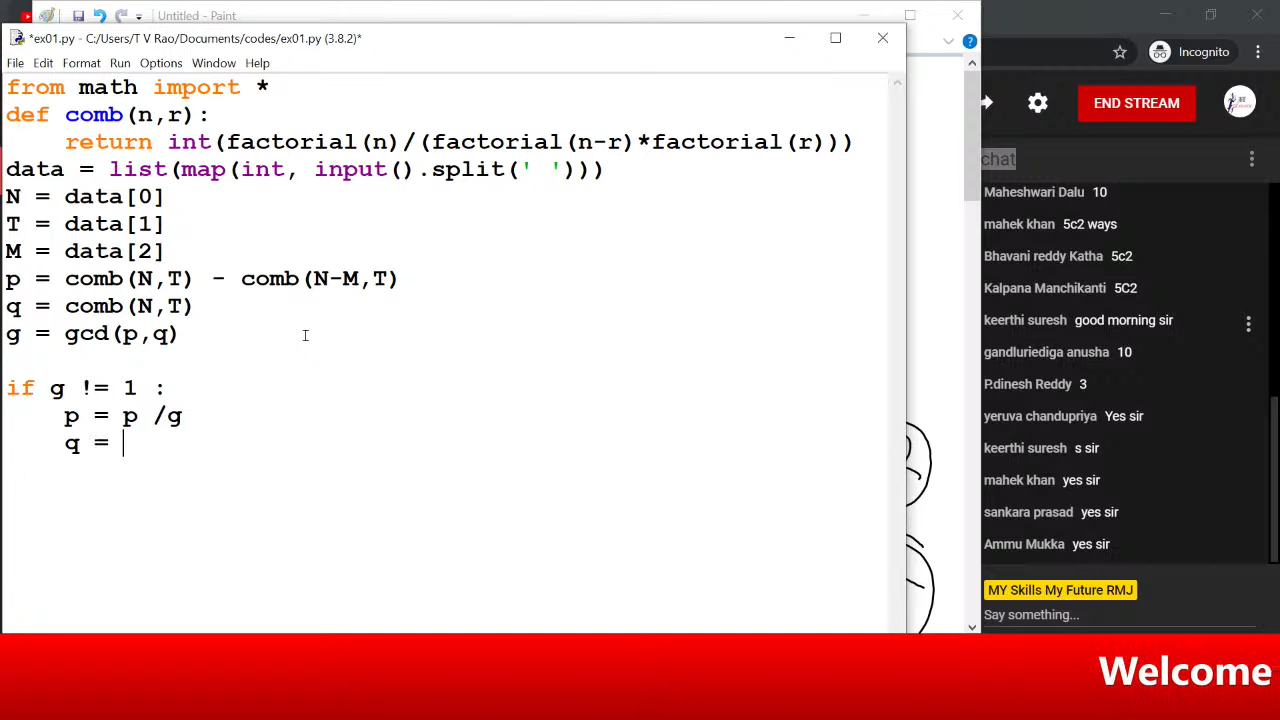 Untitled - Paint
*ex01.py - C:/Users/T V Rao/Documents/codes/ex01.py (3.8.2)*
File Edit Format Run Options Window Help
from math import *
def comb(n,r):
    return int(factorial(n)/(factorial(n-r)*factorial(r)))
data = list(map(int, input().split(' ')))
N = data[0]
T = data[1]
M = data[2]
p = comb(N,T) - comb(N-M,T)
q = comb(N,T)
g = gcd(p,q)
if g != 1 :
    p = p /g
    q =
Incognito
END STREAM
chat
Maheshwari Dalu 10
mahek khan 5c2 ways
Bhavani reddy Katha 5c2
Kalpana Manchikanti 5C2
keerthi suresh good morning sir
gandluriediga anusha 10
P.dinesh Reddy 3
yeruva chandupriya Yes sir
keerthi suresh s sir
mahek khan yes sir
sankara prasad yes sir
Ammu Mukka yes sir
MY Skills My Future RMJ
Say something...
Welcome